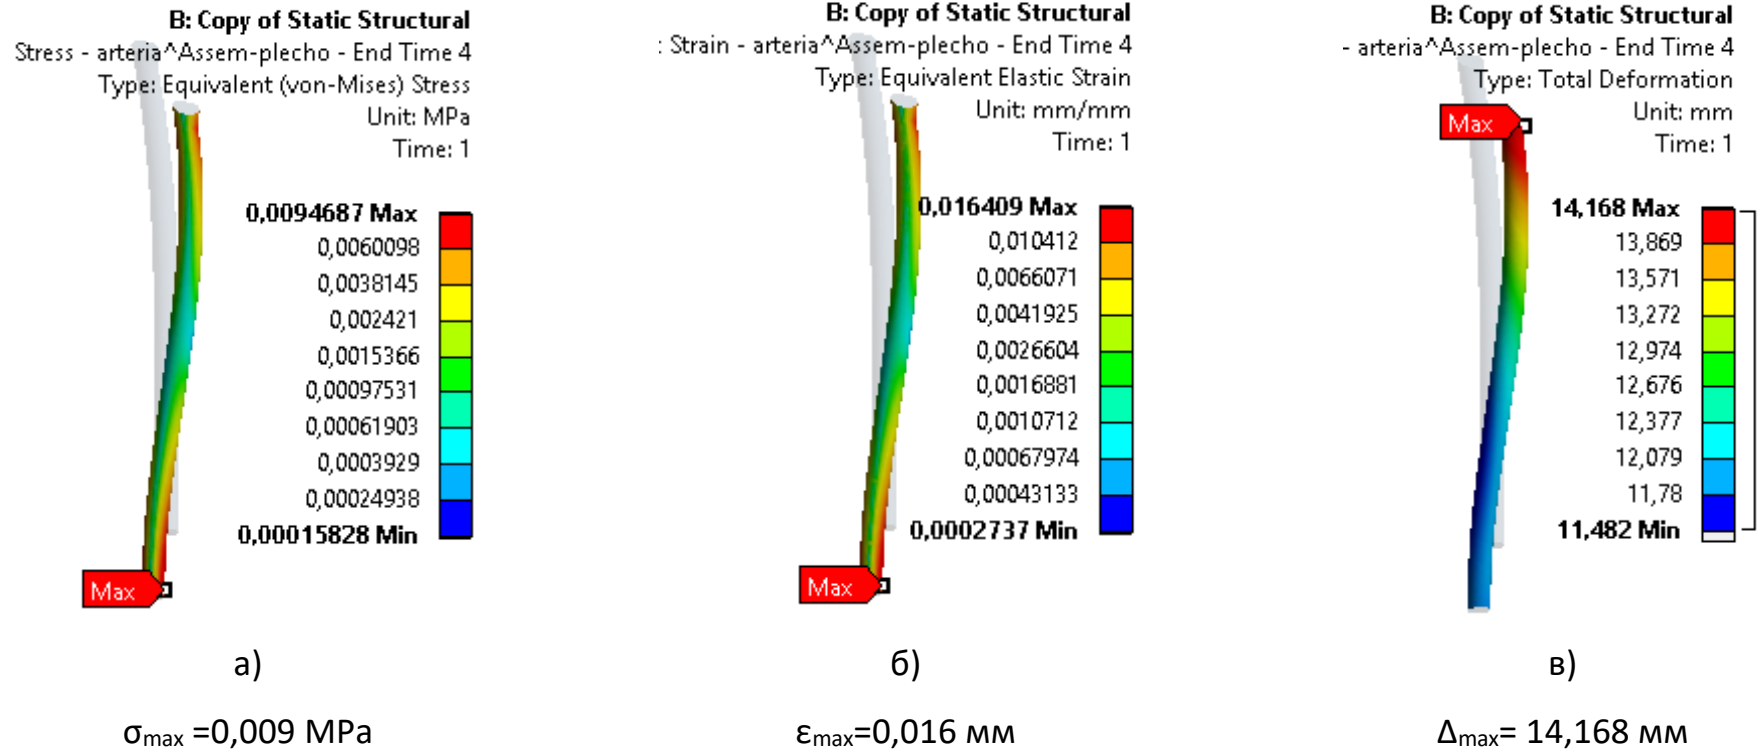 B: Copy of Static Structural
Stress - arteria^Assem-plecho - End Time 4
Type: Equivalent (von-Mises) Stress
Unit: MPa
Time: 1
0,0094687 Max
0,0060098
0,0038145
0,002421
0,0015366
0,00097531
0,00061903
0,0003929
0,00024938
0,00015828 Min
Max
а)
σmax =0,009 MPa
B: Copy of Static Structural
: Strain - arteria^Assem-plecho - End Time 4
Type: Equivalent Elastic Strain
Unit: mm/mm
Time: 1
0,016409 Max
0,010412
0,0066071
0,0041925
0,0026604
0,0016881
0,0010712
0,00067974
0,00043133
0,0002737 Min
Max
б)
εmax=0,016 мм
B: Copy of Static Structural
- arteria^Assem-plecho - End Time 4
Type: Total Deformation
Unit: mm
Time: 1
Max
14,168 Max
13,869
13,571
13,272
12,974
12,676
12,377
12,079
11,78
11,482 Min
в)
Δmax= 14,168 мм